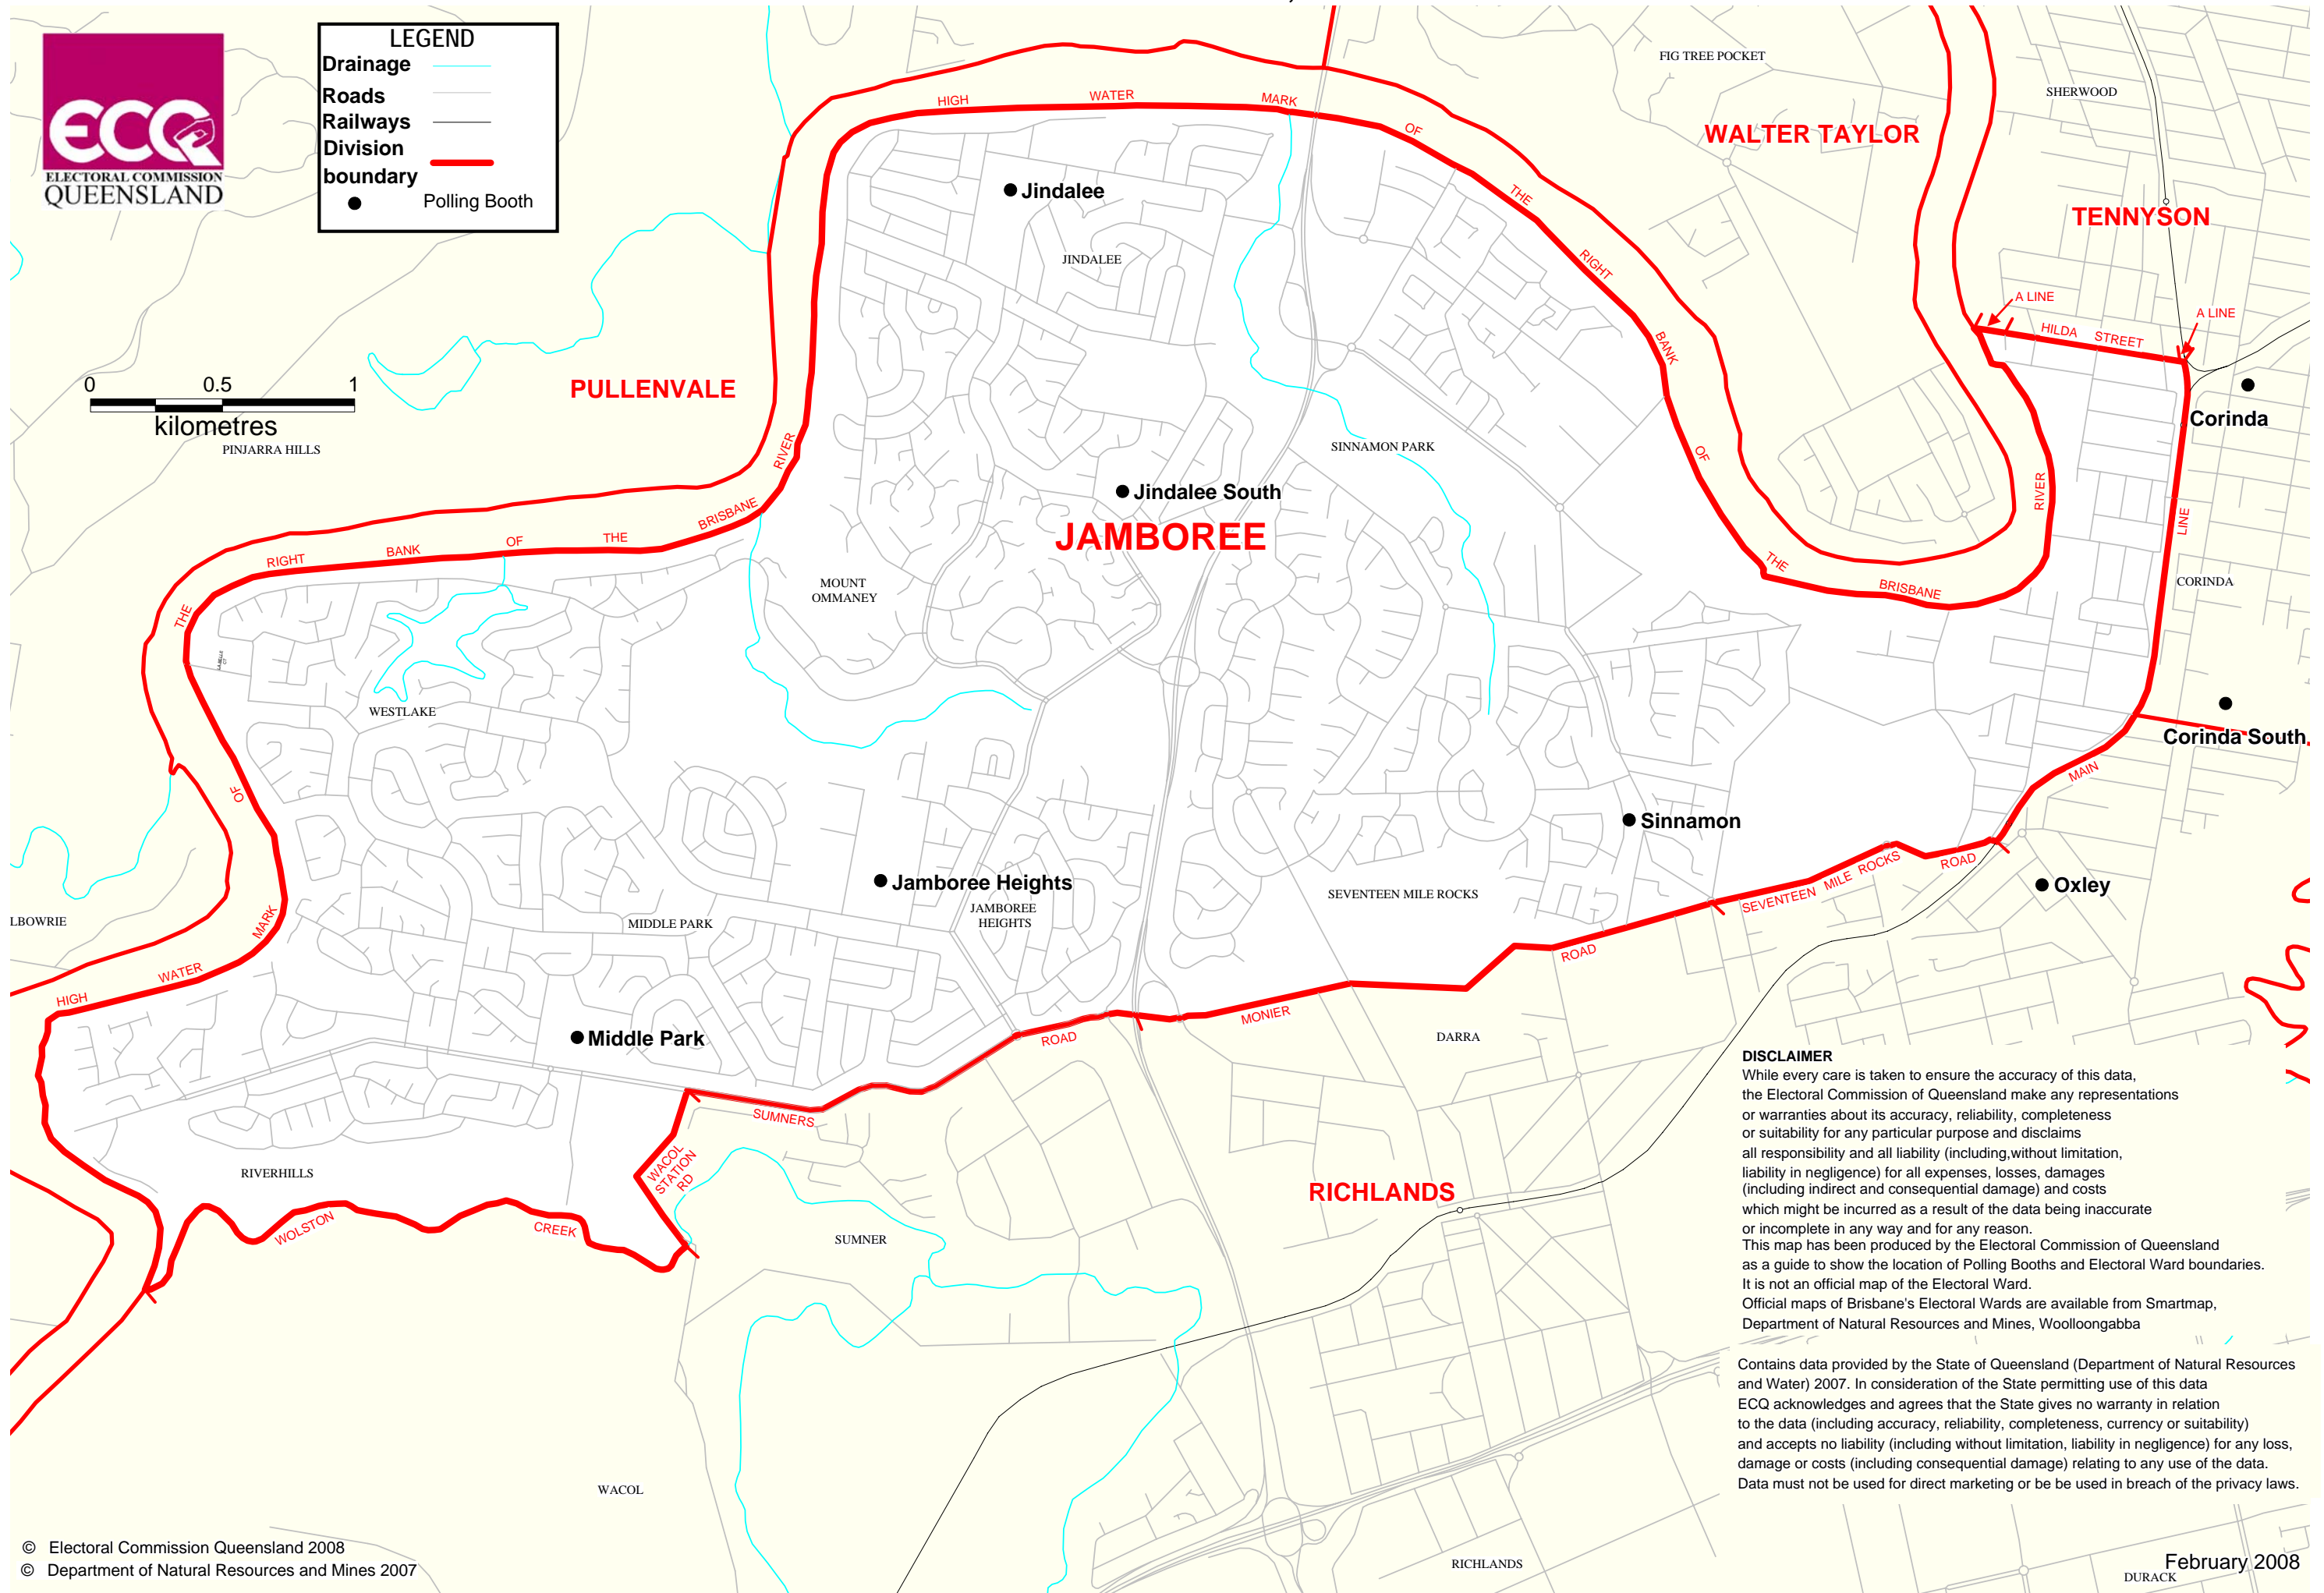 ECQ
ELECTORAL COMMISSION
QUEENSLAND
LEGEND
Drainage
Roads
Railways
Division
boundary
Polling Booth
0 0.5 1
kilometres
PINJARRA HILLS
PULLENVALE
FIG TREE POCKET
WALTER TAYLOR
SHERWOOD
TENNYSON
A LINE
A LINE
HILDA STREET
Corinda
LINE
CORINDA
Corinda South
MAIN
HIGH WATER MARK OF THE RIGHT BANK OF THE BRISBANE RIVER
Jindalee
JINDALEE
SINNAMON PARK
Jindalee South
JAMBOREE
MOUNT
OMMANEY
HIGH WATER MARK OF THE RIGHT BANK OF THE BRISBANE RIVER
WESTLAKE
LBOWRIE
Jamboree Heights
JAMBOREE
HEIGHTS
MIDDLE PARK
SEVENTEEN MILE ROCKS
Sinnamon
SEVENTEEN MILE ROCKS ROAD
Oxley
ROAD
MONIER
ROAD
SUMNERS
Middle Park
DARRA
WACOL
STATION
RD
RIVERHILLS
WOLSTON CREEK
SUMNER
RICHLANDS
WACOL
RICHLANDS
DURACK
DISCLAIMER
While every care is taken to ensure the accuracy of this data,
the Electoral Commission of Queensland make any representations
or warranties about its accuracy, reliability, completeness
or suitability for any particular purpose and disclaims
all responsibility and all liability (including,without limitation,
liability in negligence) for all expenses, losses, damages
(including indirect and consequential damage) and costs
which might be incurred as a result of the data being inaccurate
or incomplete in any way and for any reason.
This map has been produced by the Electoral Commission of Queensland
as a guide to show the location of Polling Booths and Electoral Ward boundaries.
It is not an official map of the Electoral Ward.
Official maps of Brisbane's Electoral Wards are available from Smartmap,
Department of Natural Resources and Mines, Woolloongabba
Contains data provided by the State of Queensland (Department of Natural Resources
and Water) 2007. In consideration of the State permitting use of this data
ECQ acknowledges and agrees that the State gives no warranty in relation
to the data (including accuracy, reliability, completeness, currency or suitability)
and accepts no liability (including without limitation, liability in negligence) for any loss,
damage or costs (including consequential damage) relating to any use of the data.
Data must not be used for direct marketing or be be used in breach of the privacy laws.
© Electoral Commission Queensland 2008
© Department of Natural Resources and Mines 2007
February 2008